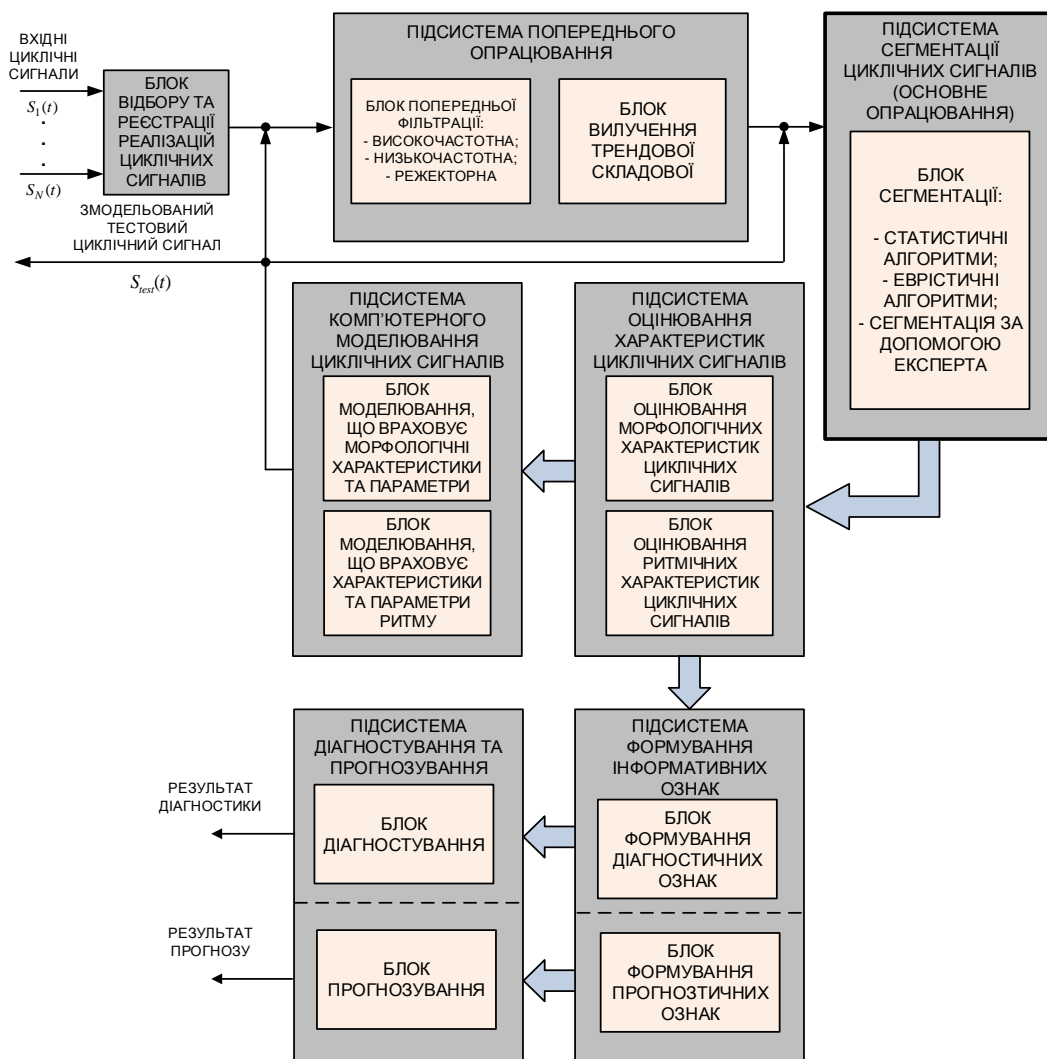 ВХІДНІ
ЦИКЛІЧНІ
СИГНАЛИ
S₁(t)
.
.
.
.
S_N(t)
БЛОК
ВІДБОРУ ТА
РЕЄСТРАЦІЇ
РЕАЛІЗАЦІЙ
ЦИКЛІЧНИХ
СИГНАЛІВ
ПІДСИСТЕМА ПОПЕРЕДНЬОГО
ОПРАЦЮВАННЯ
БЛОК ПОПЕРЕДНЬОЇ
ФІЛЬТРАЦІЇ:
- ВИСОКОЧАСТОТНА;
- НИЗЬКОЧАСТОТНА;
- РЕЖЕКТОРНА
БЛОК
ВИЛУЧЕННЯ
ТРЕНДОВОЇ
СКЛАДОВОЇ
ПІДСИСТЕМА
СЕГМЕНТАЦІЇ
ЦИКЛІЧНИХ СИГНАЛІВ
(ОСНОВНЕ
ОПРАЦЮВАННЯ)
БЛОК
СЕГМЕНТАЦІЇ:
- СТАТИСТИЧНІ
АЛГОРИТМИ;
- ЕВРІСТИЧНІ
АЛГОРИТМИ;
- СЕГМЕНТАЦІЯ ЗА
ДОПОМОГОЮ
ЕКСПЕРТА
ЗМОДЕЛЬОВАНИЙ
ТЕСТОВИЙ
ЦИКЛІЧНИЙ СИГНАЛ
S_test(t)
ПІДСИСТЕМА
КОМП’ЮТЕРНОГО
МОДЕЛЮВАННЯ
ЦИКЛІЧНИХ СИГНАЛІВ
БЛОК
МОДЕЛЮВАННЯ,
ЩО ВРАХОВУЄ
МОРФОЛОГІЧНІ
ХАРАКТЕРИСТИКИ
ТА ПАРАМЕТРИ
БЛОК
МОДЕЛЮВАННЯ,
ЩО ВРАХОВУЄ
ХАРАКТЕРИСТИКИ
ТА ПАРАМЕТРИ
РИТМУ
ПІДСИСТЕМА
ОЦІНЮВАННЯ
ХАРАКТЕРИСТИК
ЦИКЛІЧНИХ СИГНАЛІВ
БЛОК
ОЦІНЮВАННЯ
МОРФОЛОГІЧНИХ
ХАРАКТЕРИСТИК
ЦИКЛІЧНИХ
СИГНАЛІВ
БЛОК
ОЦІНЮВАННЯ
РИТМІЧНИХ
ХАРАКТЕРИСТИК
ЦИКЛІЧНИХ
СИГНАЛІВ
ПІДСИСТЕМА
ДІАГНОСТУВАННЯ ТА
ПРОГНОЗУВАННЯ
БЛОК
ДІАГНОСТУВАННЯ
БЛОК
ПРОГНОЗУВАННЯ
ПІДСИСТЕМА
ФОРМУВАННЯ
ІНФОРМАТИВНИХ
ОЗНАК
БЛОК
ФОРМУВАННЯ
ДІАГНОСТИЧНИХ
ОЗНАК
БЛОК
ФОРМУВАННЯ
ПРОГНОЗТИЧНИХ
ОЗНАК
РЕЗУЛЬТАТ
ДІАГНОСТИКИ
РЕЗУЛЬТАТ
ПРОГНОЗУ